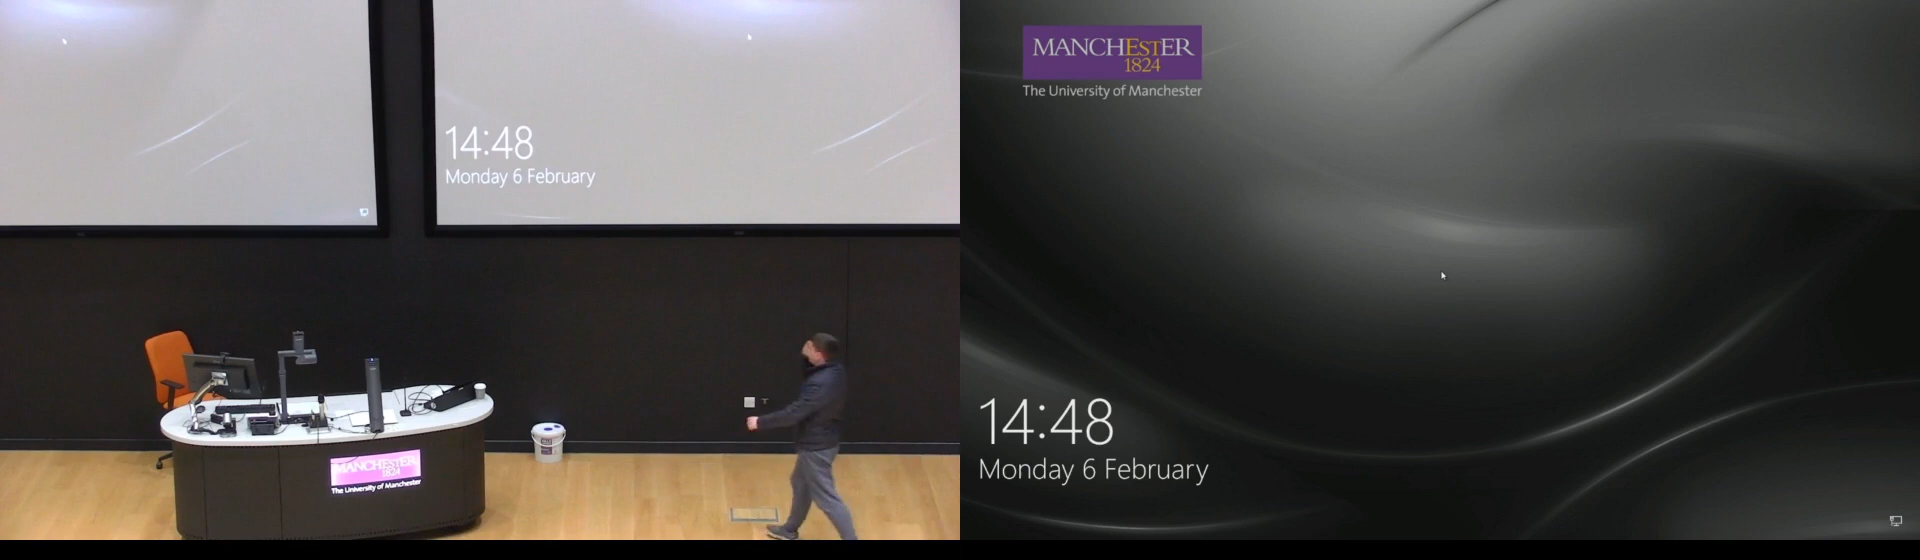 14:48
Monday 6 February
MANCHESTER
1824
The University of Manchester
MANCHESTER
1824
The University of Manchester
14:48
Monday 6 February